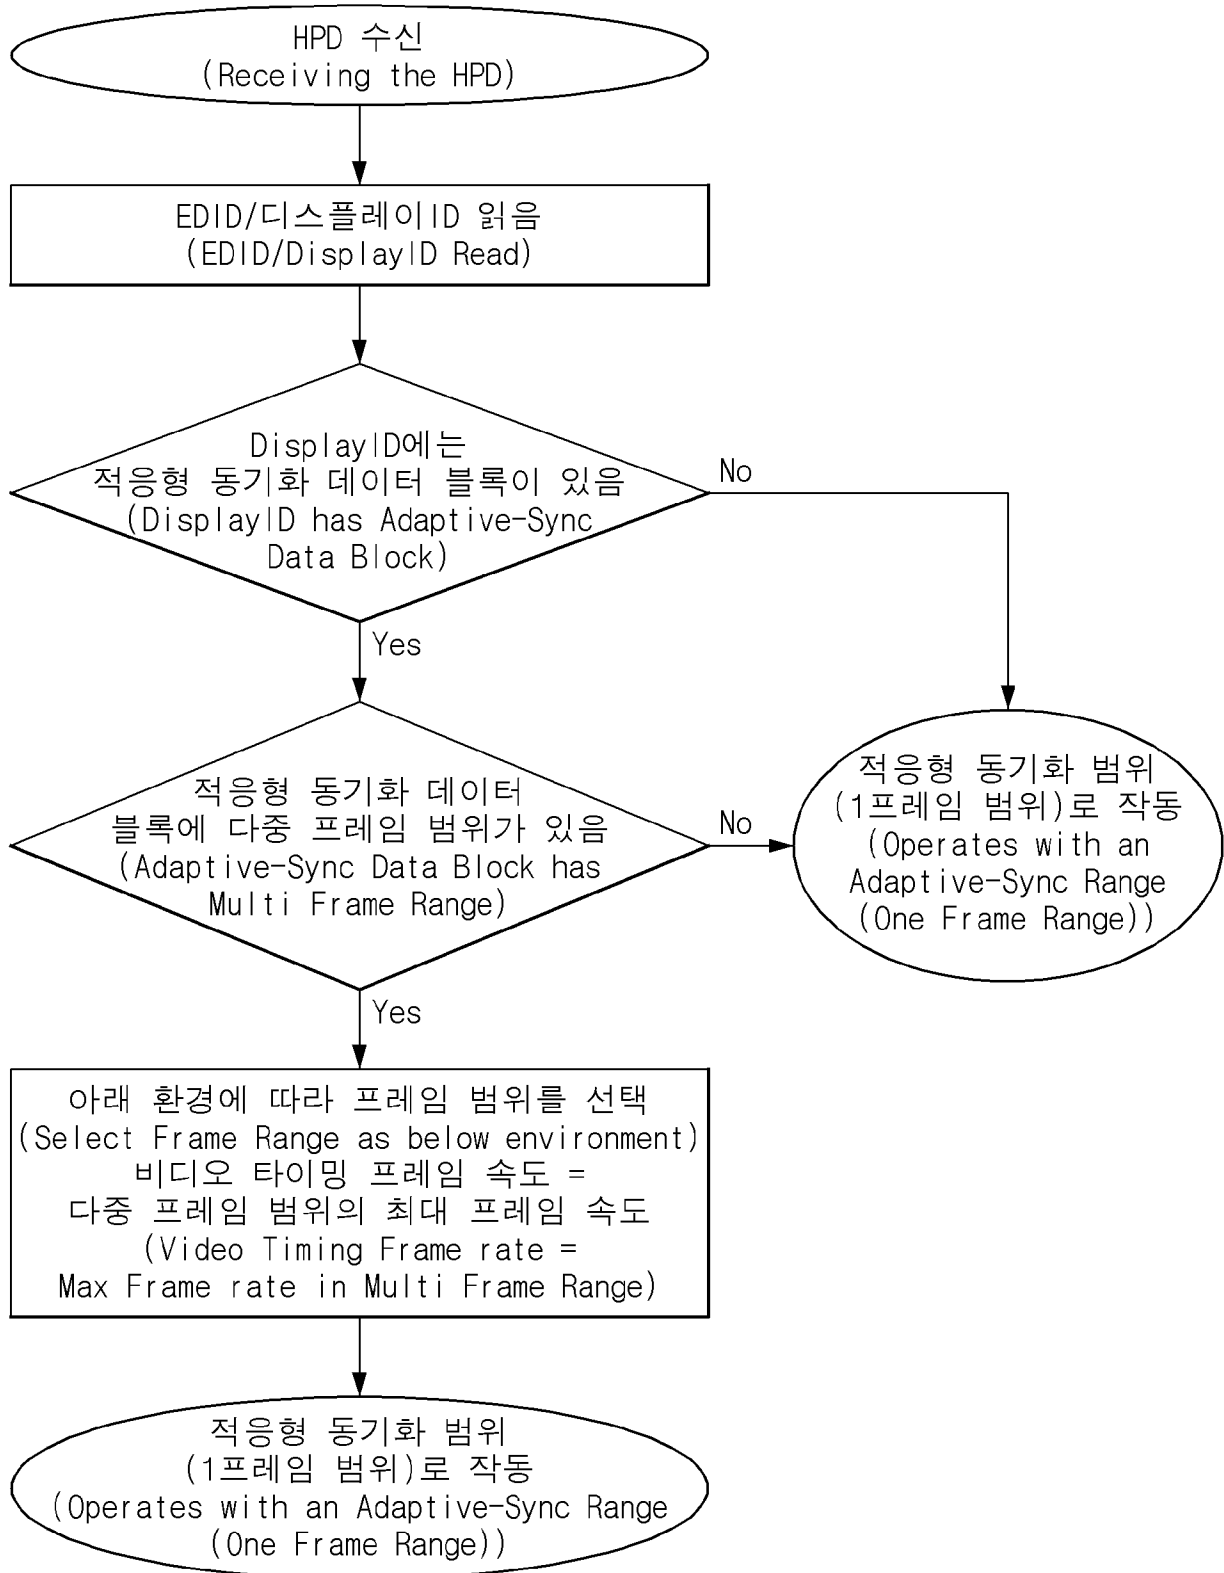 HPD 수신
(Receiving the HPD)
EDID/디스플레이ID 읽음
(EDID/DisplayID Read)
DisplayID에는
적응형 동기화 데이터 블록이 있음
(DisplayID has Adaptive-Sync
Data Block)
No
Yes
적응형 동기화 데이터
블록에 다중 프레임 범위가 있음
(Adaptive-Sync Data Block has
Multi Frame Range)
No
적응형 동기화 범위
(1프레임 범위)로 작동
(Operates with an
Adaptive-Sync Range
(One Frame Range))
Yes
아래 환경에 따라 프레임 범위를 선택
(Select Frame Range as below environment)
비디오 타이밍 프레임 속도 =
다중 프레임 범위의 최대 프레임 속도
(Video Timing Frame rate =
Max Frame rate in Multi Frame Range)
적응형 동기화 범위
(1프레임 범위)로 작동
(Operates with an Adaptive-Sync Range
(One Frame Range))